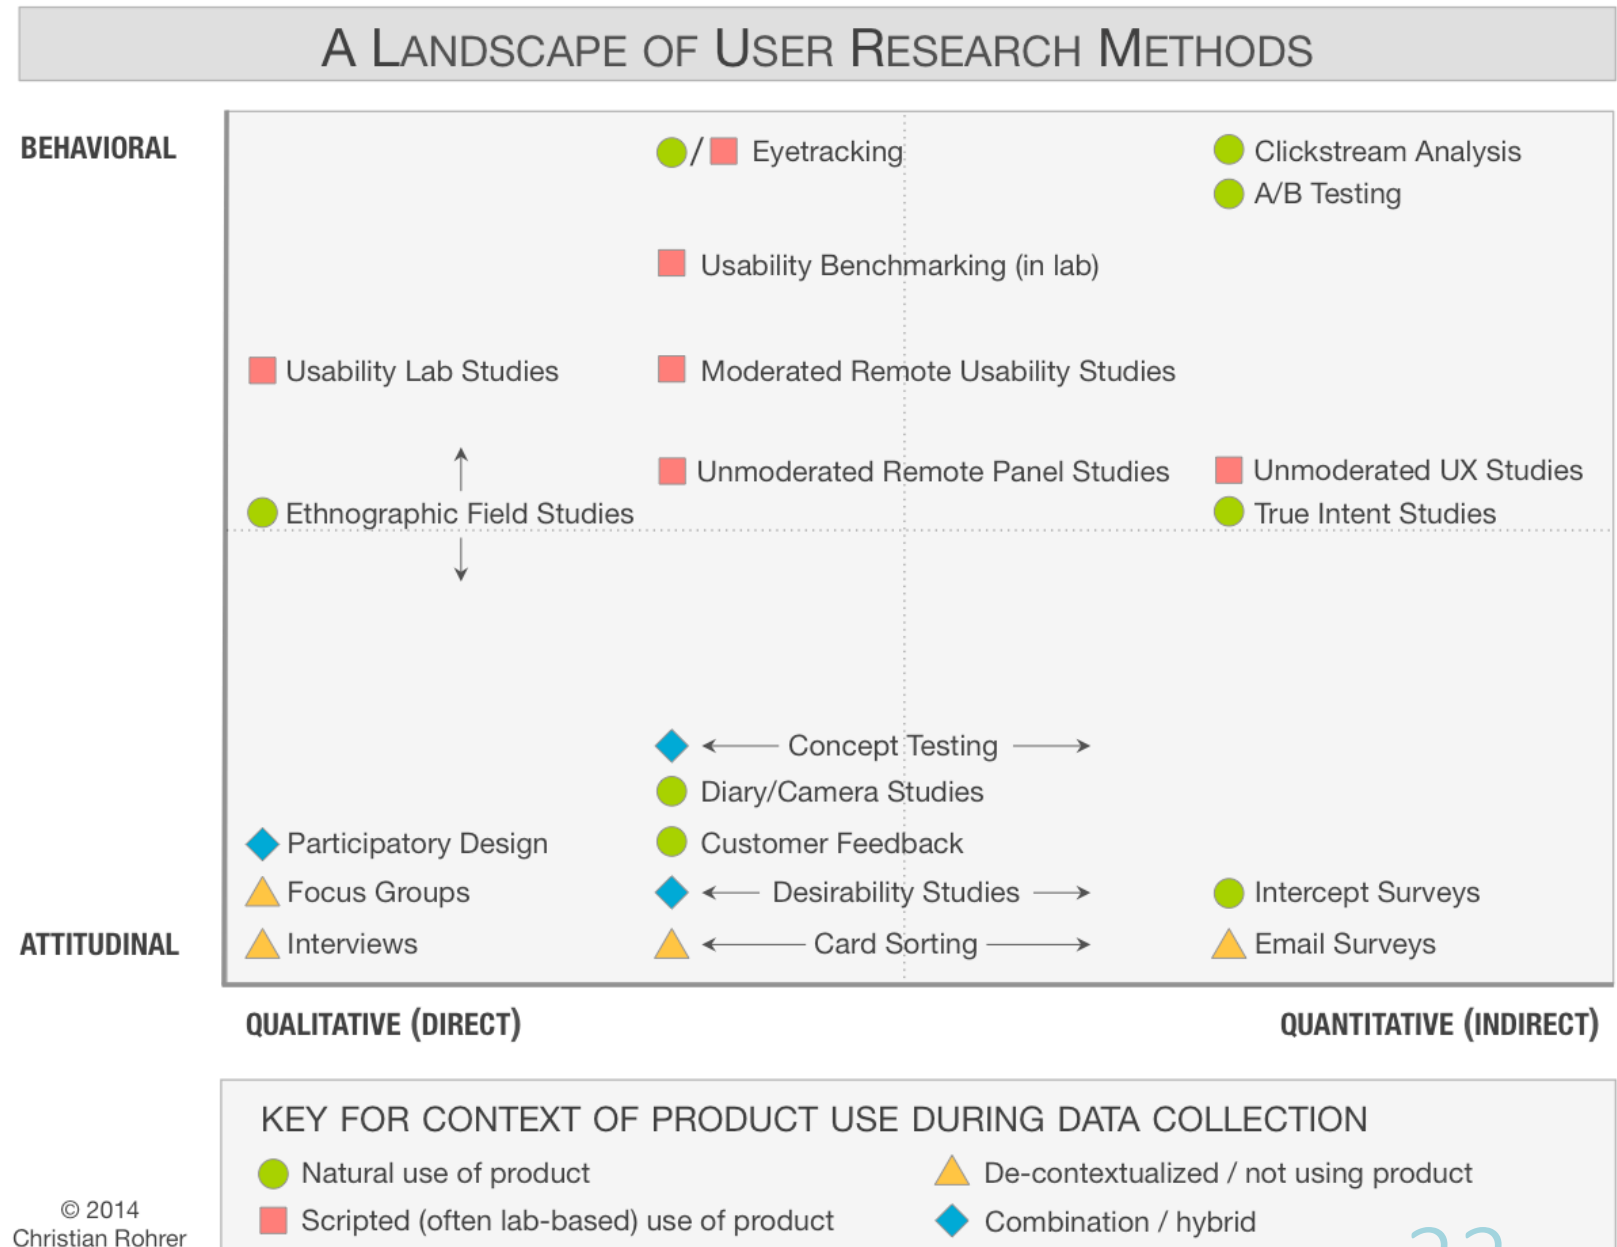 A LANDSCAPE OF USER RESEARCH METHODS
BEHAVIORAL
/ Eyetracking
Clickstream Analysis
A/B Testing
Usability Benchmarking (in lab)
Usability Lab Studies
Moderated Remote Usability Studies
Unmoderated Remote Panel Studies
Unmoderated UX Studies
Ethnographic Field Studies
True Intent Studies
Concept Testing
Diary/Camera Studies
Participatory Design
Customer Feedback
Focus Groups
Desirability Studies
Intercept Surveys
ATTITUDINAL
Interviews
Card Sorting
Email Surveys
QUALITATIVE (DIRECT)
QUANTITATIVE (INDIRECT)
KEY FOR CONTEXT OF PRODUCT USE DURING DATA COLLECTION
Natural use of product
De-contextualized / not using product
Scripted (often lab-based) use of product
Combination / hybrid
© 2014
Christian Rohrer